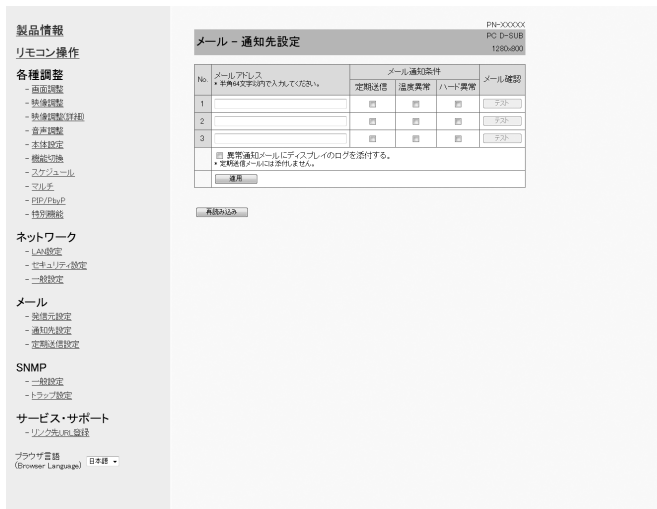 製品情報
リモコン操作
各種調整
- 画面調整
- 映像調整
- 映像調整(詳細)
- 音声調整
- 本体設定
- 機能切換
- スケジュール
- マルチ
- PIP/PbyP
- 特別機能
ネットワーク
- LAN設定
- セキュリティ設定
- 一般設定
メール
- 発信元設定
- 通知先設定
- 定期送信設定
SNMP
- 一般設定
- トラップ設定
サービス・サポート
- リンク先URL登録
ブラウザ言語
(Browser Language) 日本語
PN-XXXXX
メール - 通知先設定
PC D-SUB
1280x800
No. メールアドレス メール通知条件 メール確認
* 半角64文字以内で入力してください。
定期送信 温度異常 ハード異常
1 テスト
2 テスト
3 テスト
異常通知メールにディスプレイのログを添付する。
* 定期送信メールには添付しません。
適用
再読み込み